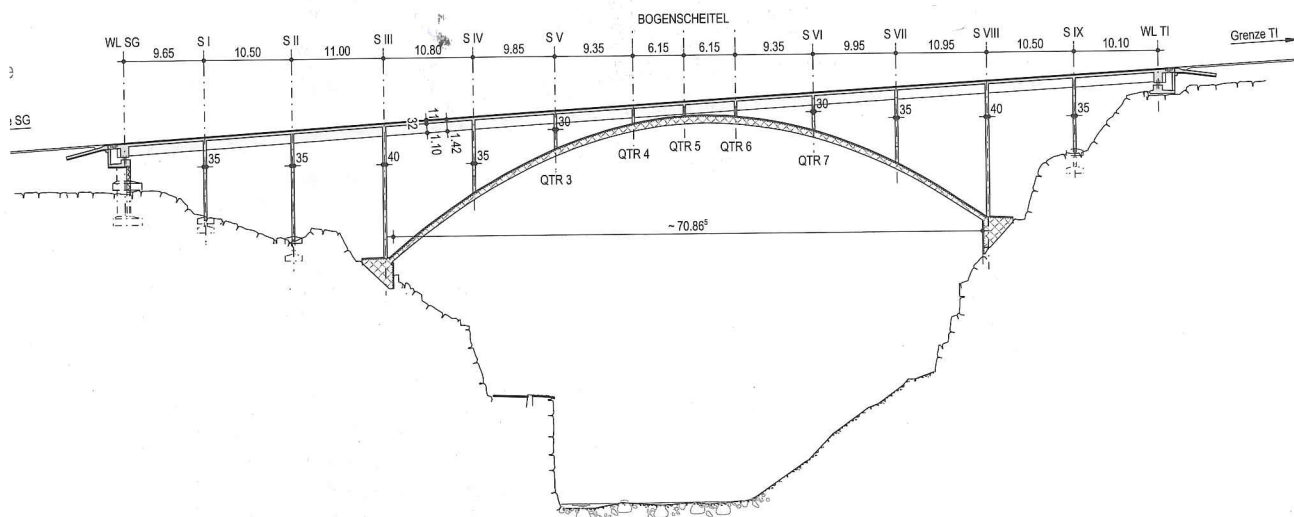 BOGENSCHEITEL
WL SG S I S II S III S IV S V S VI S VII S VIII S IX WL TI
9.65 10.50 11.00 10.80 9.85 9.35 6.15 6.15 9.35 9.95 10.95 10.50 10.10
Grenze TI
SG
11
32
1.10
1.42
35 35 40 35 30 30 35 40 35
QTR 3 QTR 4 QTR 5 QTR 6 QTR 7
~ 70.86⁵